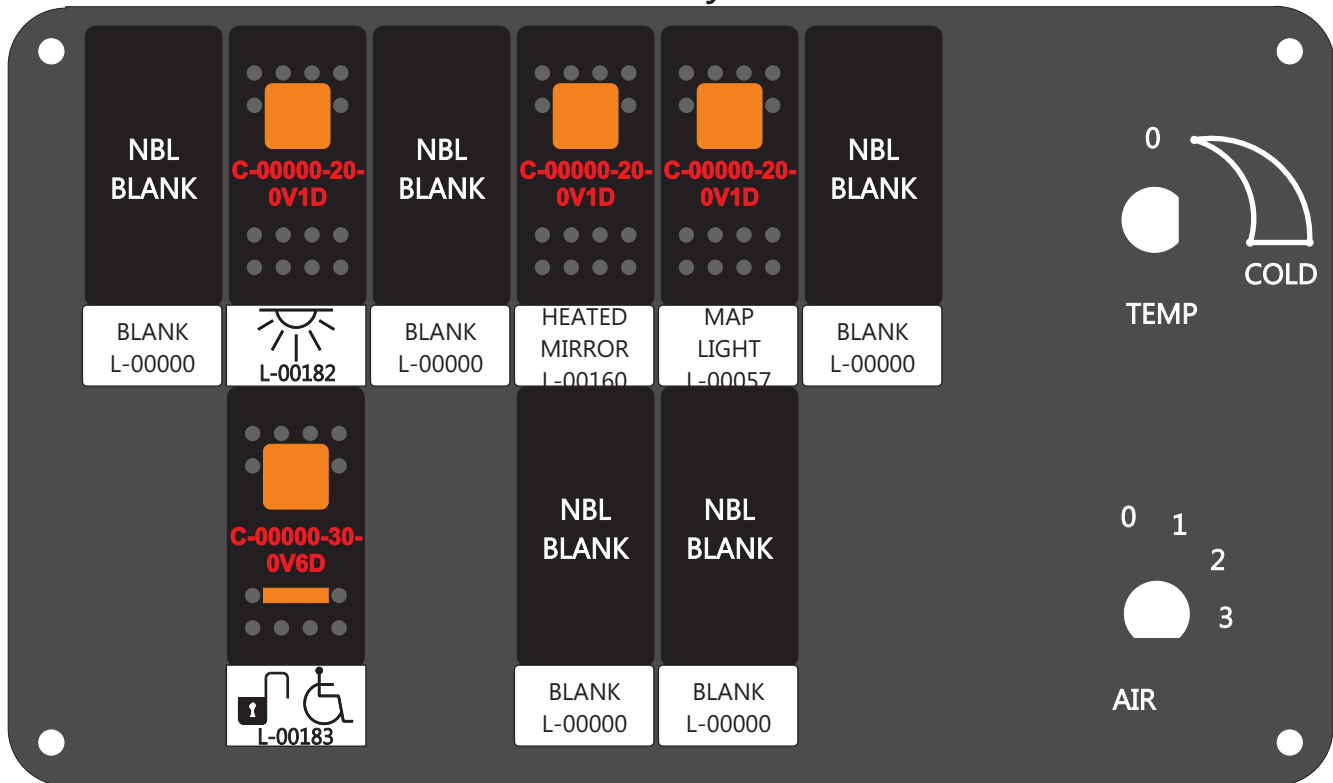 NBL
BLANK
BLANK
L-00000
C-00000-20-
0V1D
L-00182
NBL
BLANK
BLANK
L-00000
C-00000-20-
0V1D
HEATED
MIRROR
L-00160
C-00000-20-
0V1D
MAP
LIGHT
L-00057
NBL
BLANK
BLANK
L-00000
0
COLD
TEMP
C-00000-30-
0V6D
L-00183
NBL
BLANK
BLANK
L-00000
NBL
BLANK
BLANK
L-00000
0
1
2
3
AIR